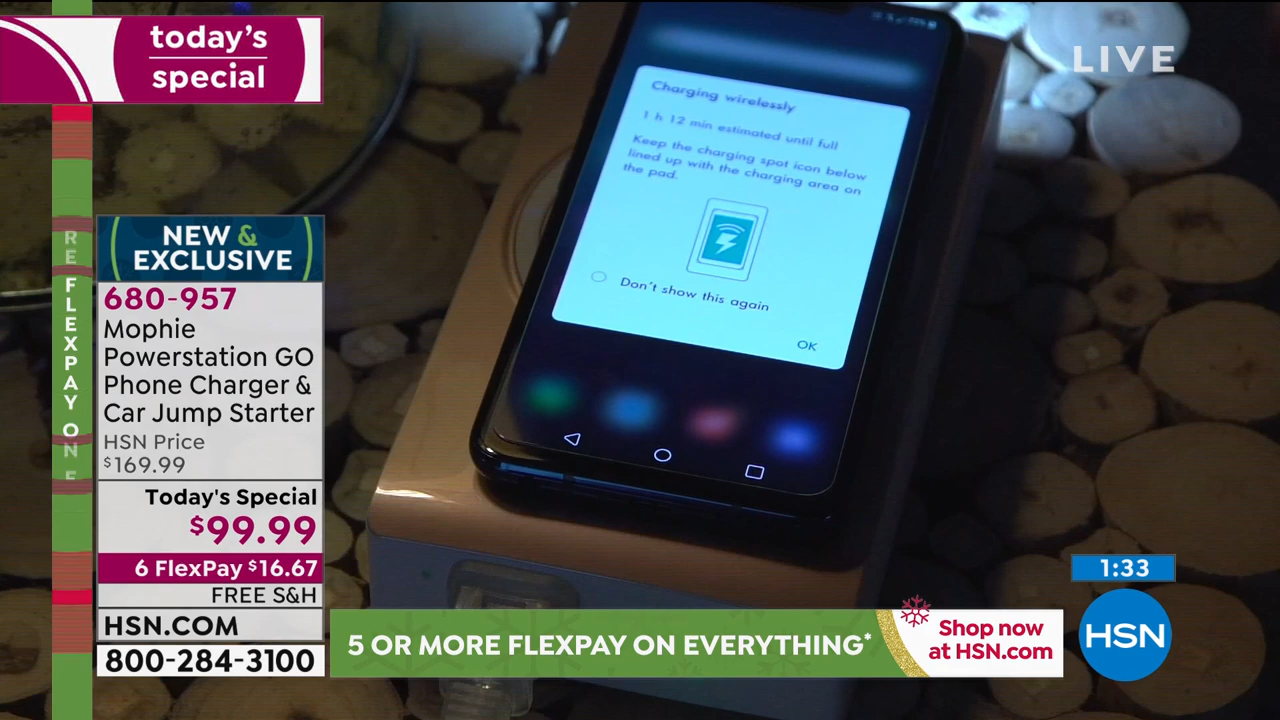 today's
special
LIVE
NEW &
EXCLUSIVE
680-957
Mophie
Powerstation GO
Phone Charger &
Car Jump Starter
HSN Price
$169.99
Today's Special
$99.99
6 FlexPay $16.67
FREE S&H
HSN.COM
800-284-3100
RE FLEXPAY ON E
Charging wirelessly
1 h 12 min estimated until full
Keep the charging spot icon below
lined up with the charging area on
the pad.
Don't show this again
OK
5 OR MORE FLEXPAY ON EVERYTHING*
Shop now
at HSN.com
1:33
HSN